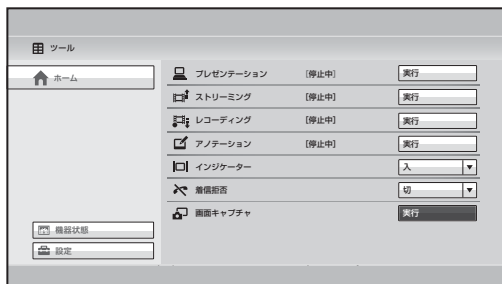 ツール
ホーム
プレゼンテーション [停止中] 実行
ストリーミング [停止中] 実行
レコーディング [停止中] 実行
アノテーション [停止中] 実行
インジケーター 入
着信拒否 切
画面キャプチャ 実行
機器状態
設定